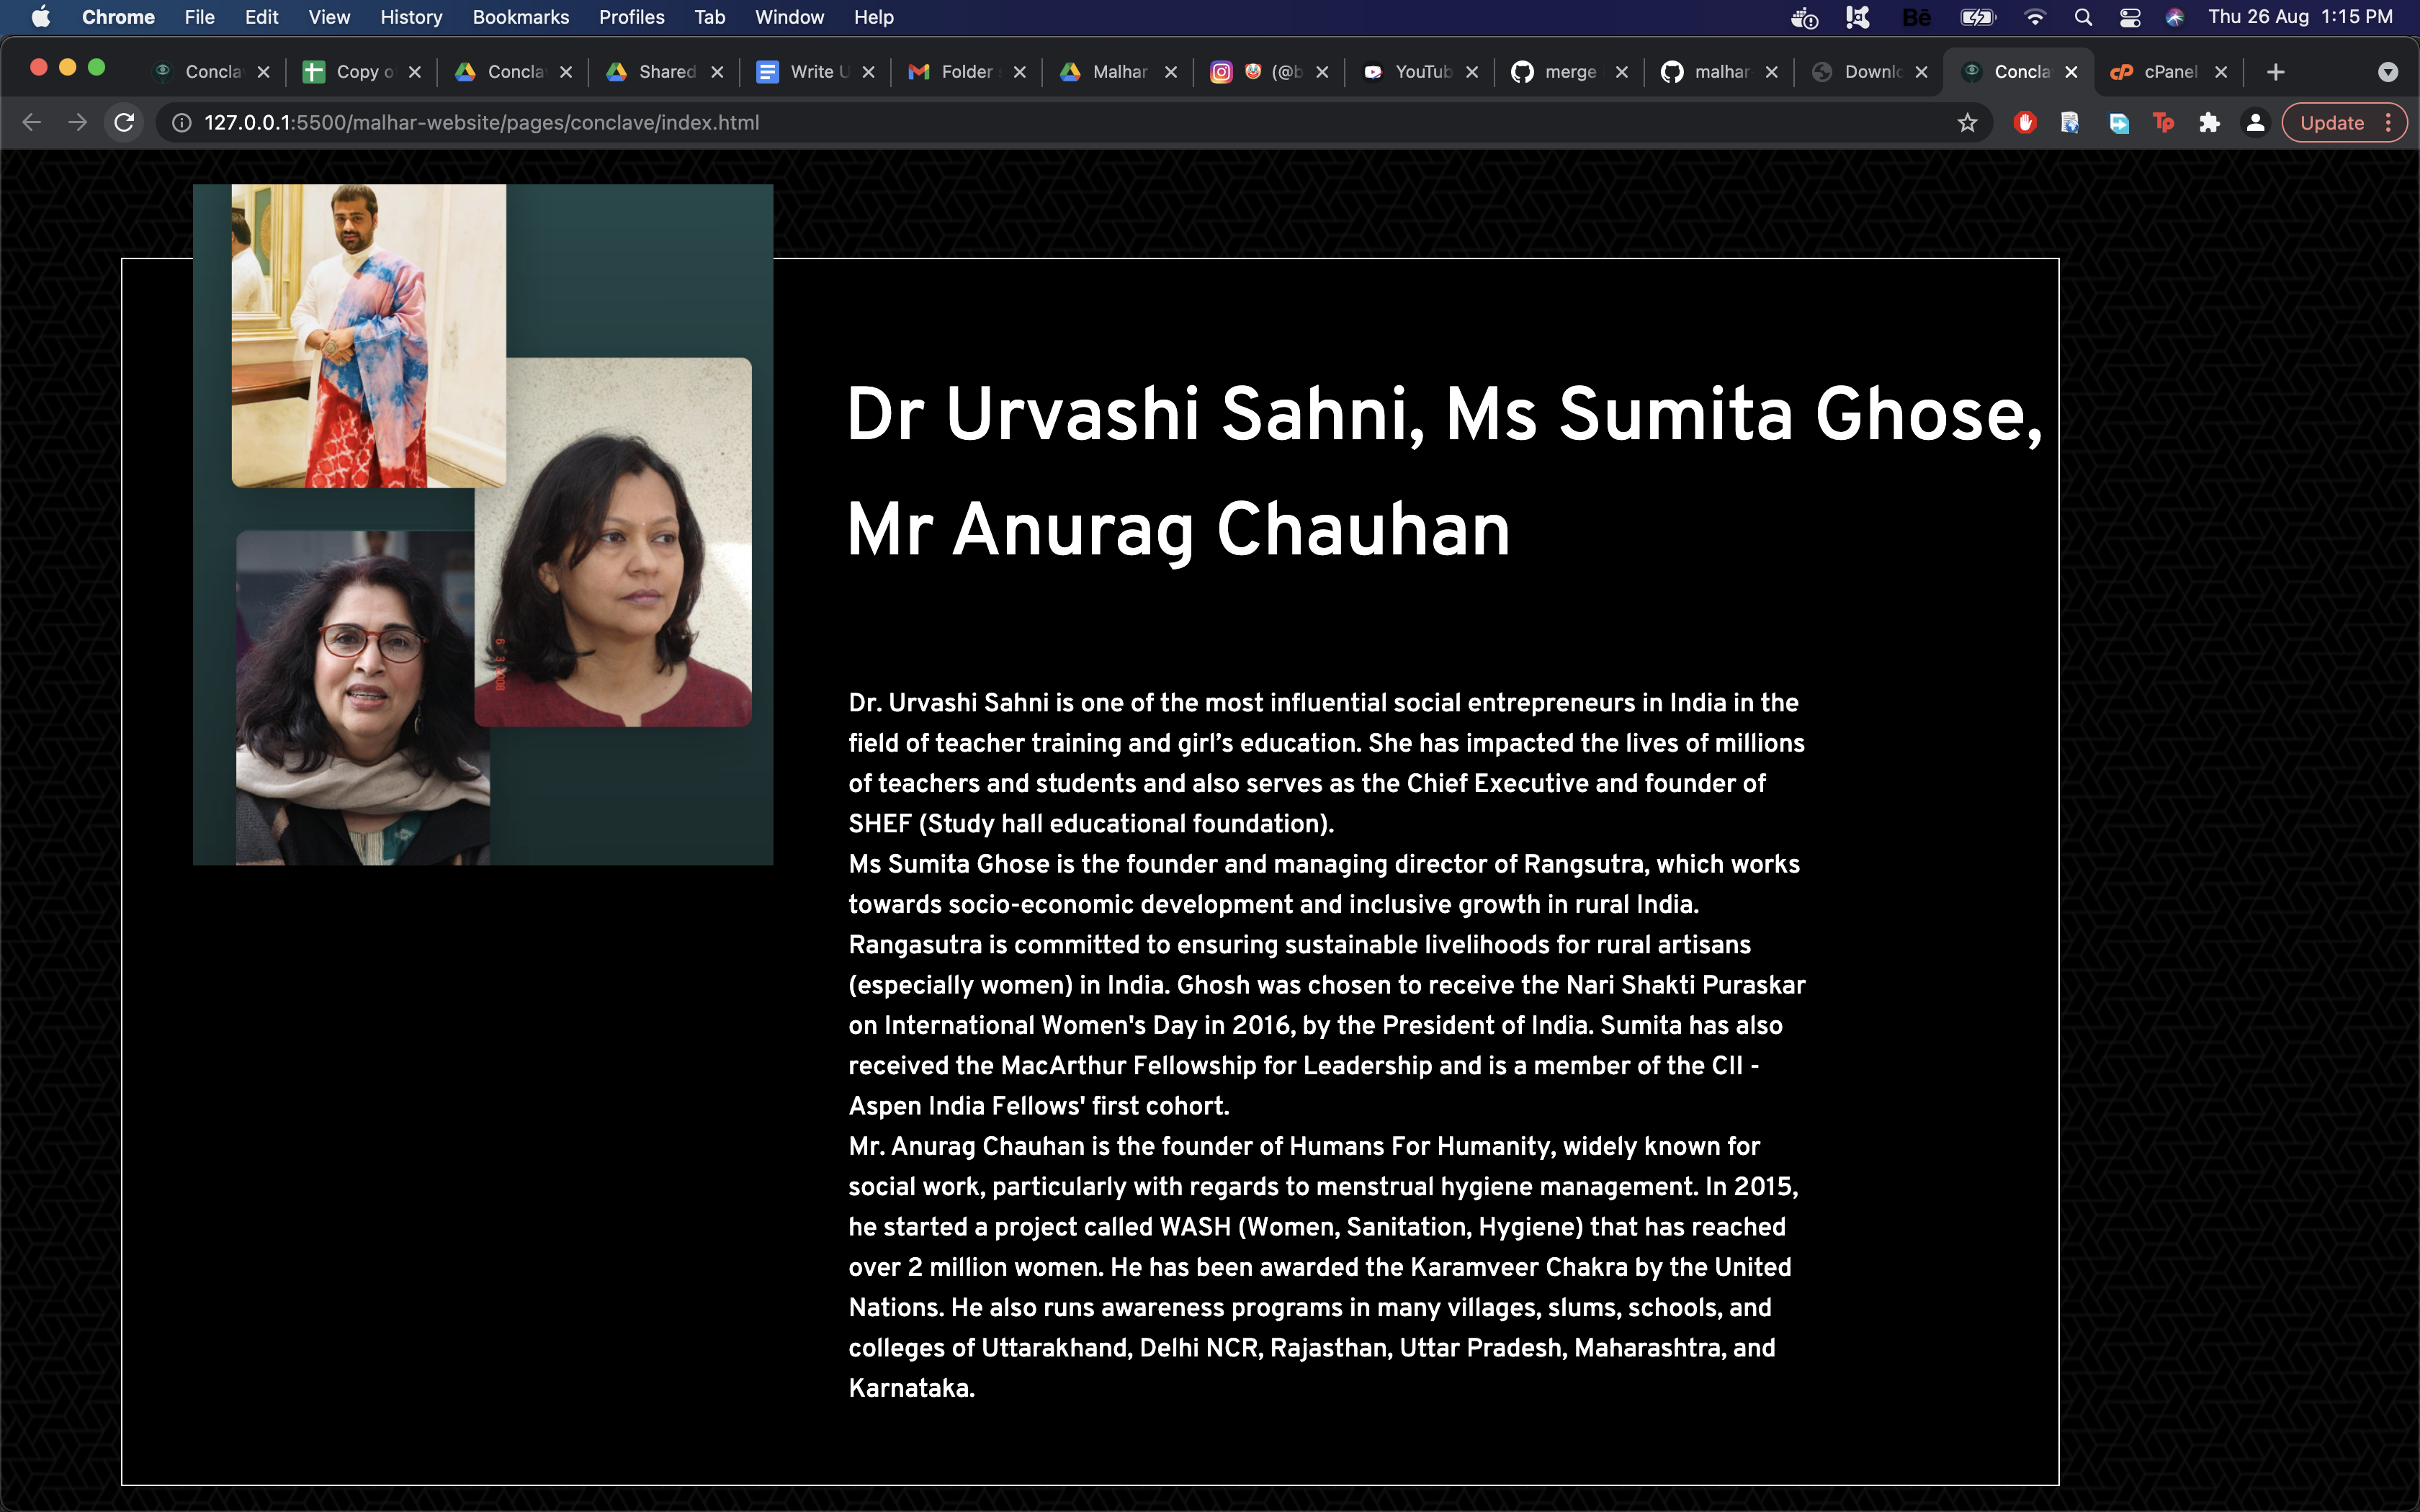 Chrome File Edit View History Bookmarks Profiles Tab Window Help Bē Thu 26 Aug 1:15 PM
Concla Copy o Concla Shared Write U Folder Malhar (@b YouTub merge malhar Downlo Concla cPanel
127.0.0.1:5500/malhar-website/pages/conclave/index.html Tp Update
Dr Urvashi Sahni, Ms Sumita Ghose,
Mr Anurag Chauhan
Dr. Urvashi Sahni is one of the most influential social entrepreneurs in India in the
field of teacher training and girl’s education. She has impacted the lives of millions
of teachers and students and also serves as the Chief Executive and founder of
SHEF (Study hall educational foundation).
Ms Sumita Ghose is the founder and managing director of Rangsutra, which works
towards socio-economic development and inclusive growth in rural India.
Rangasutra is committed to ensuring sustainable livelihoods for rural artisans
(especially women) in India. Ghosh was chosen to receive the Nari Shakti Puraskar
on International Women's Day in 2016, by the President of India. Sumita has also
received the MacArthur Fellowship for Leadership and is a member of the CII -
Aspen India Fellows' first cohort.
Mr. Anurag Chauhan is the founder of Humans For Humanity, widely known for
social work, particularly with regards to menstrual hygiene management. In 2015,
he started a project called WASH (Women, Sanitation, Hygiene) that has reached
over 2 million women. He has been awarded the Karamveer Chakra by the United
Nations. He also runs awareness programs in many villages, slums, schools, and
colleges of Uttarakhand, Delhi NCR, Rajasthan, Uttar Pradesh, Maharashtra, and
Karnataka.